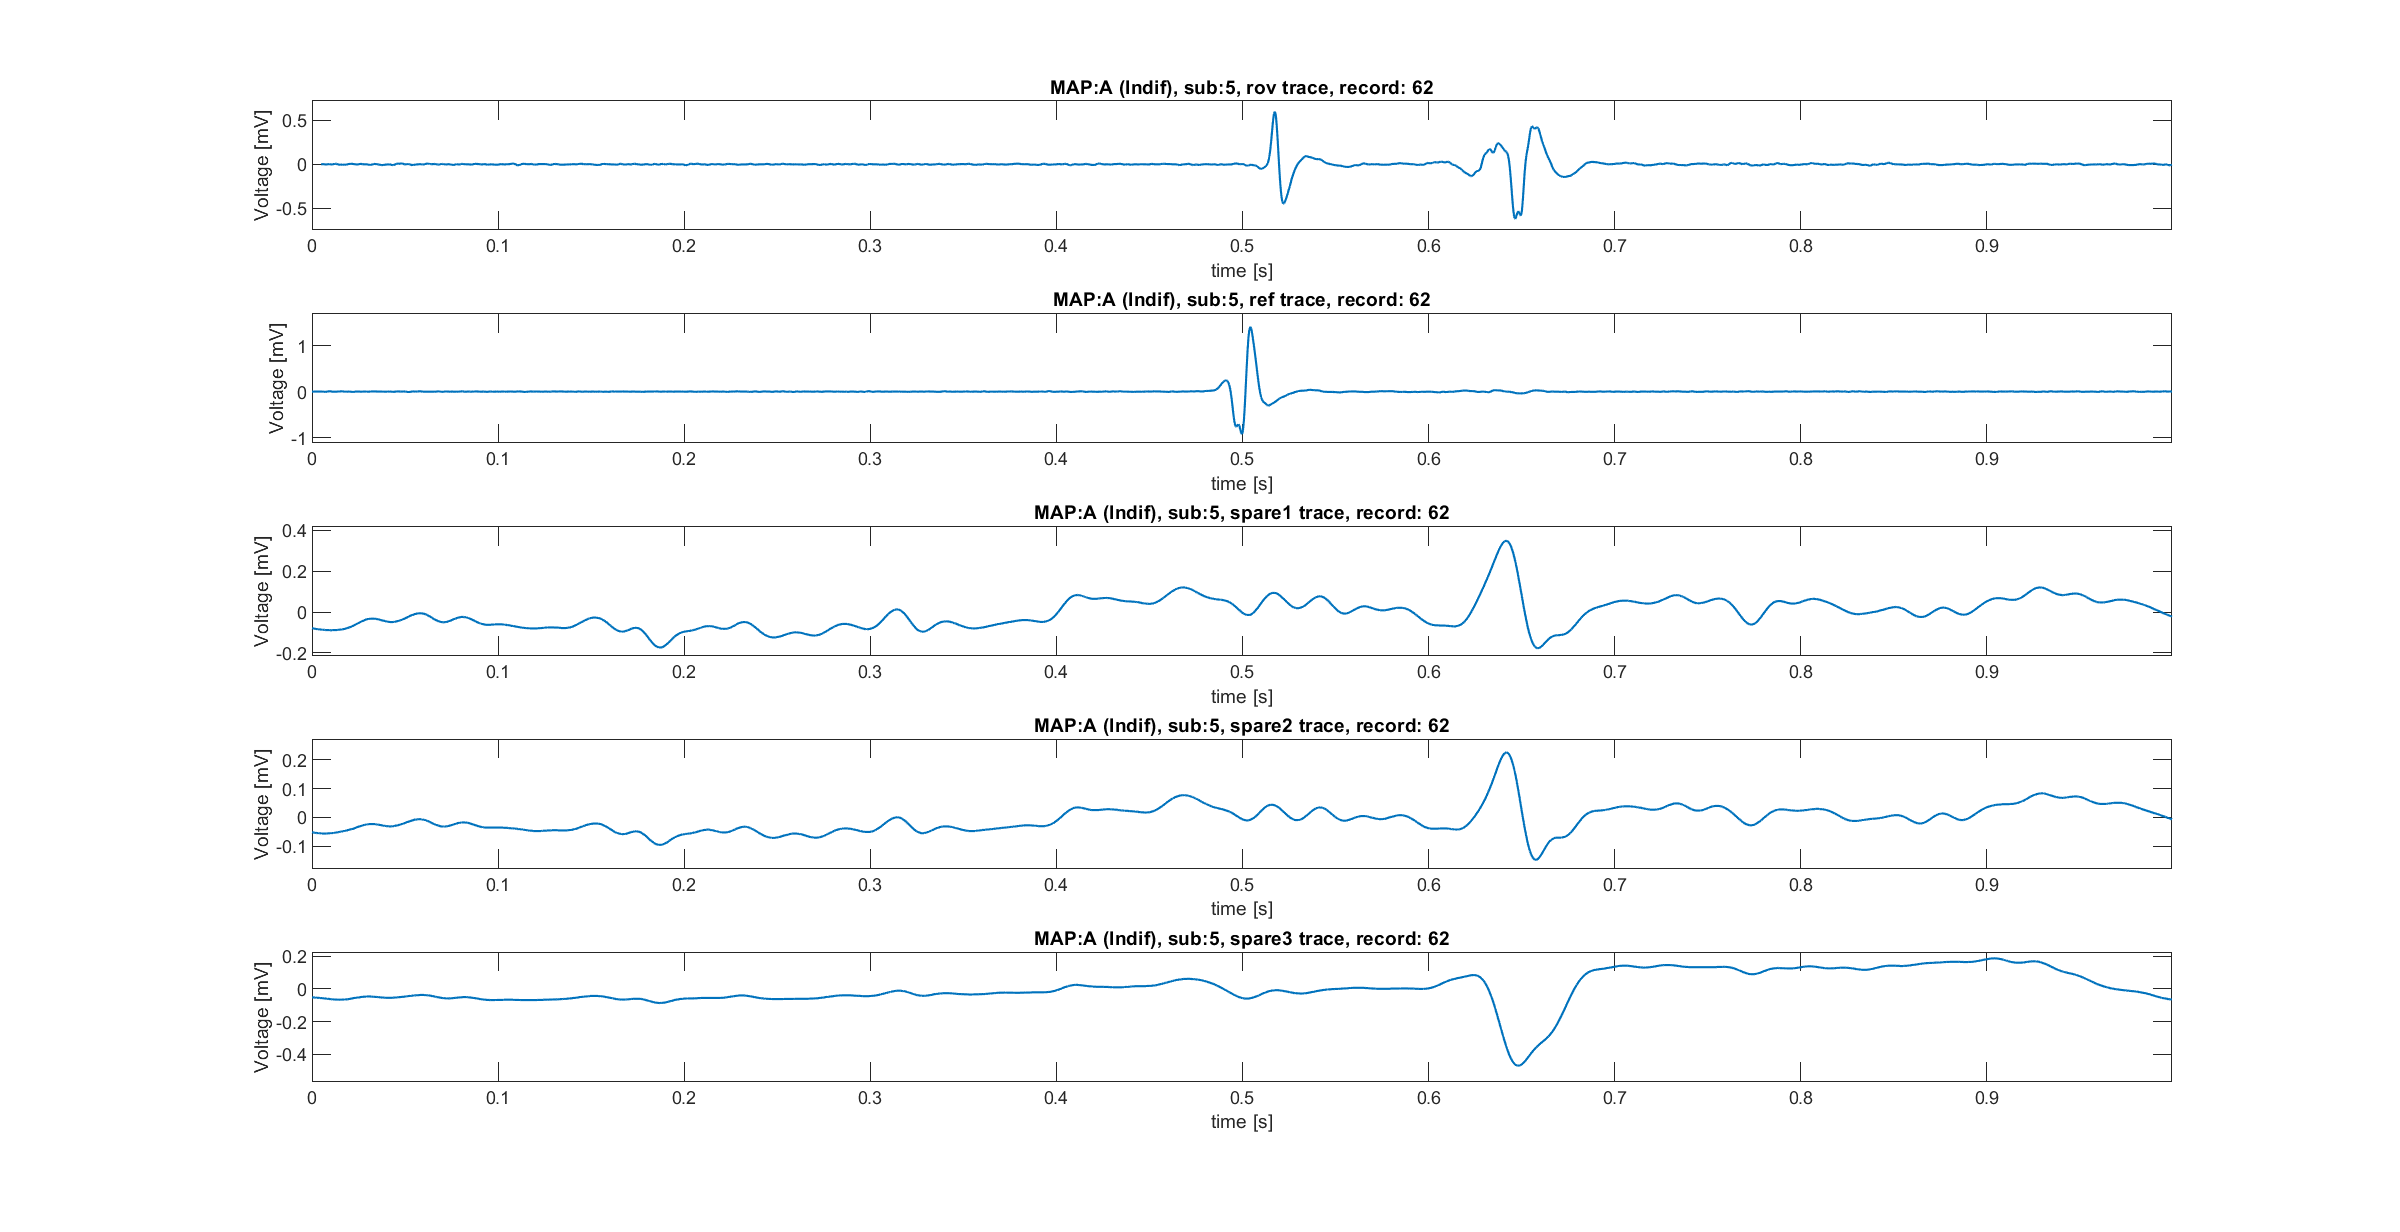 MAP:A (Indif), sub:5, rov trace, record: 62
Voltage [mV]
0.5
0
-0.5
0 0.1 0.2 0.3 0.4 0.5 0.6 0.7 0.8 0.9
time [s]
MAP:A (Indif), sub:5, ref trace, record: 62
Voltage [mV]
1
0
-1
0 0.1 0.2 0.3 0.4 0.5 0.6 0.7 0.8 0.9
time [s]
MAP:A (Indif), sub:5, spare1 trace, record: 62
Voltage [mV]
0.4
0.2
0
-0.2
0 0.1 0.2 0.3 0.4 0.5 0.6 0.7 0.8 0.9
time [s]
MAP:A (Indif), sub:5, spare2 trace, record: 62
Voltage [mV]
0.2
0.1
0
-0.1
0 0.1 0.2 0.3 0.4 0.5 0.6 0.7 0.8 0.9
time [s]
MAP:A (Indif), sub:5, spare3 trace, record: 62
Voltage [mV]
0.2
0
-0.2
-0.4
0 0.1 0.2 0.3 0.4 0.5 0.6 0.7 0.8 0.9
time [s]